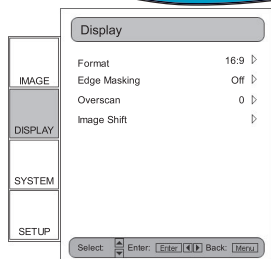 Display
IMAGE
DISPLAY
SYSTEM
SETUP
Format 16:9
Edge Masking Off
Overscan 0
Image Shift
Select: Enter: Enter Back: Menu